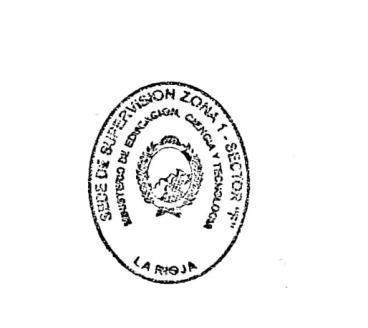 SEDE DE SUPERVISION ZONA 1 - SECTOR "E"
MINISTERIO DE EDUCACION, CIENCIA Y TECNOLOGIA
LA RIOJA